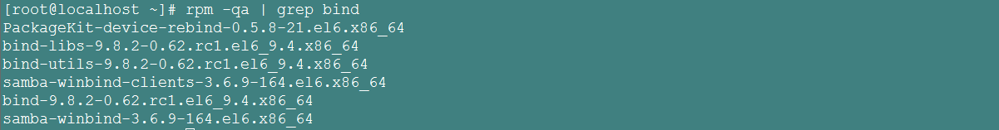 [root@localhost ~]# rpm -qa | grep bind
PackageKit-device-rebind-0.5.8-21.el6.x86_64
bind-libs-9.8.2-0.62.rc1.el6_9.4.x86_64
bind-utils-9.8.2-0.62.rc1.el6_9.4.x86_64
samba-winbind-clients-3.6.9-164.el6.x86_64
bind-9.8.2-0.62.rc1.el6_9.4.x86_64
samba-winbind-3.6.9-164.el6.x86_64